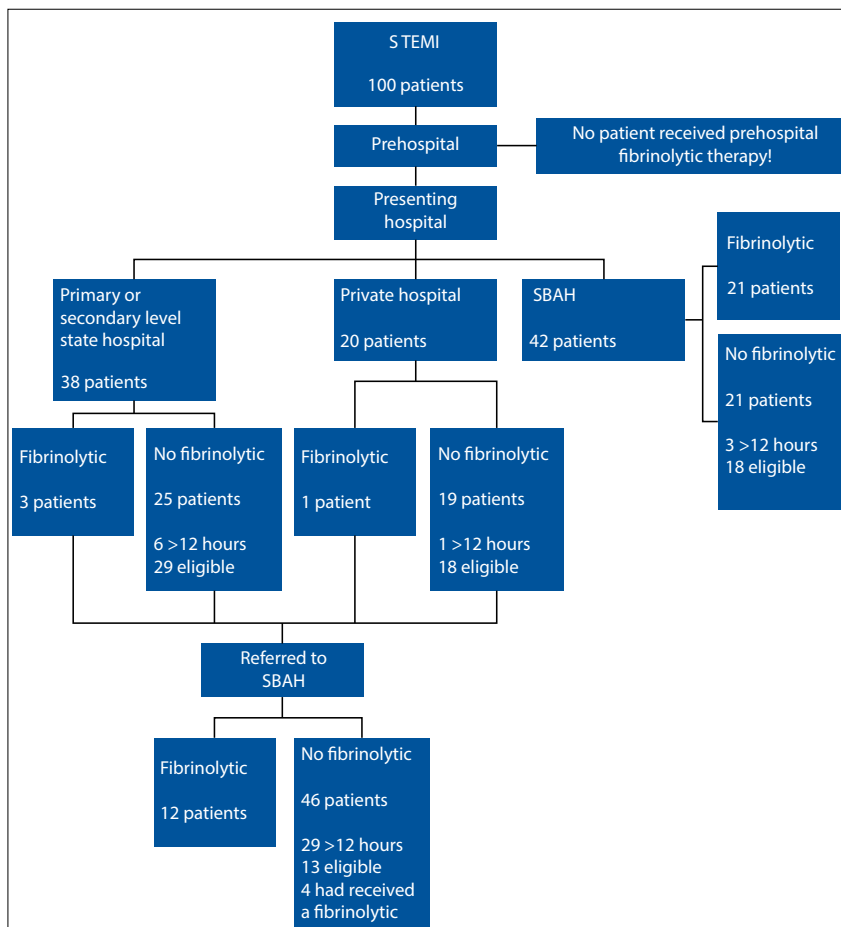 STEMI
100 patients
Prehospital
No patient received prehospital
fibrinolytic therapy!
Presenting
hospital
Primary or
secondary level
state hospital
38 patients
Private hospital
20 patients
SBAH
42 patients
Fibrinolytic
21 patients
No fibrinolytic
21 patients
3 >12 hours
18 eligible
Fibrinolytic
3 patients
No fibrinolytic
25 patients
6 >12 hours
29 eligible
Fibrinolytic
1 patient
No fibrinolytic
19 patients
1 >12 hours
18 eligible
Referred to
SBAH
Fibrinolytic
12 patients
No fibrinolytic
46 patients
29 >12 hours
13 eligible
4 had received
a fibrinolytic